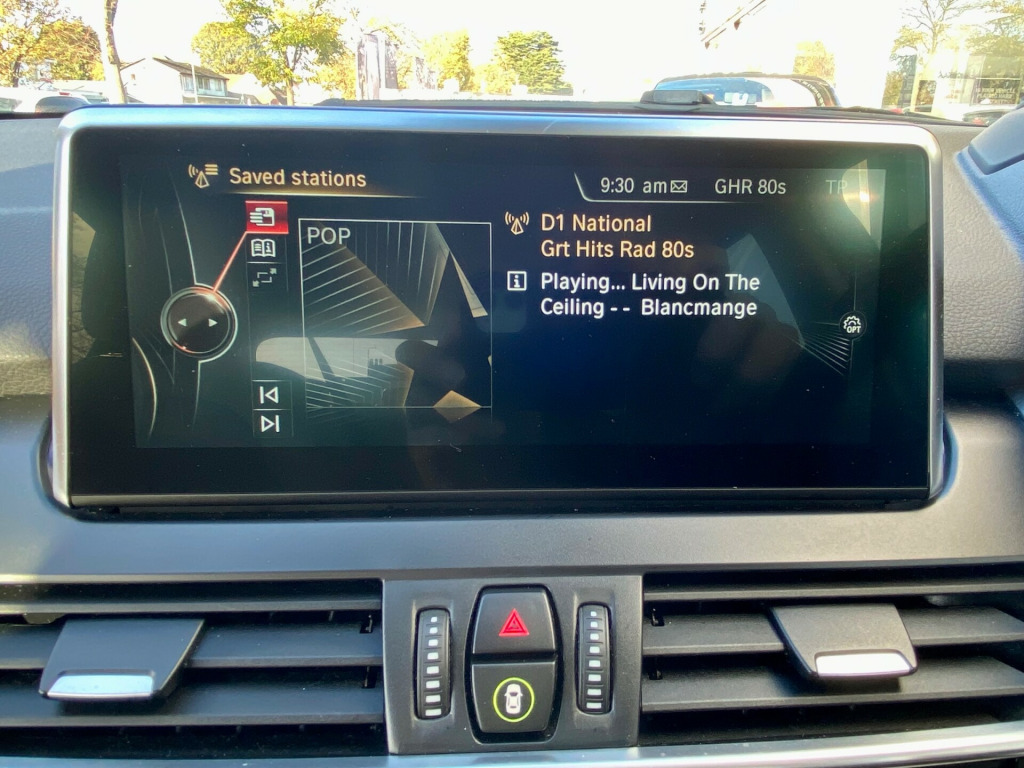 Saved stations
9:30 am
GHR 80s
TP
POP
D1 National
Grt Hits Rad 80s
Playing... Living On The
Ceiling - - Blancmange
OPT